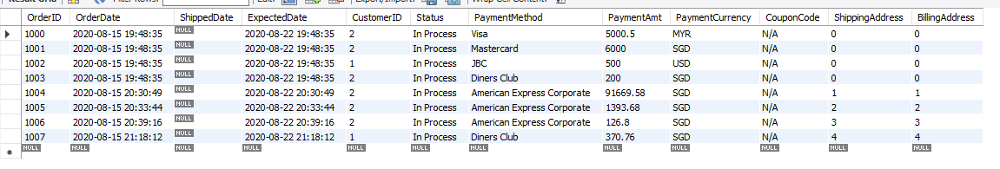 Result Grid Filter Rows: Edit: Export/Import: Wrap Cell Content:
OrderID OrderDate ShippedDate ExpectedDate CustomerID Status PaymentMethod PaymentAmt PaymentCurrency CouponCode ShippingAddress BillingAddress
1000 2020-08-15 19:48:35 NULL 2020-08-22 19:48:35 2 In Process Visa 5000.5 MYR N/A 0 0
1001 2020-08-15 19:48:35 NULL 2020-08-22 19:48:35 2 In Process Mastercard 6000 SGD N/A 0 0
1002 2020-08-15 19:48:35 NULL 2020-08-22 19:48:35 1 In Process JBC 500 USD N/A 0 0
1003 2020-08-15 19:48:35 NULL 2020-08-22 19:48:35 2 In Process Diners Club 200 SGD N/A 0 0
1004 2020-08-15 20:30:49 NULL 2020-08-22 20:30:49 2 In Process American Express Corporate 91669.58 SGD N/A 1 1
1005 2020-08-15 20:33:44 NULL 2020-08-22 20:33:44 2 In Process American Express Corporate 1393.68 SGD N/A 2 2
1006 2020-08-15 20:39:16 NULL 2020-08-22 20:39:16 2 In Process American Express Corporate 126.8 SGD N/A 3 3
1007 2020-08-15 21:18:12 NULL 2020-08-22 21:18:12 1 In Process Diners Club 370.76 SGD N/A 4 4
NULL NULL NULL NULL NULL NULL NULL NULL NULL NULL NULL NULL